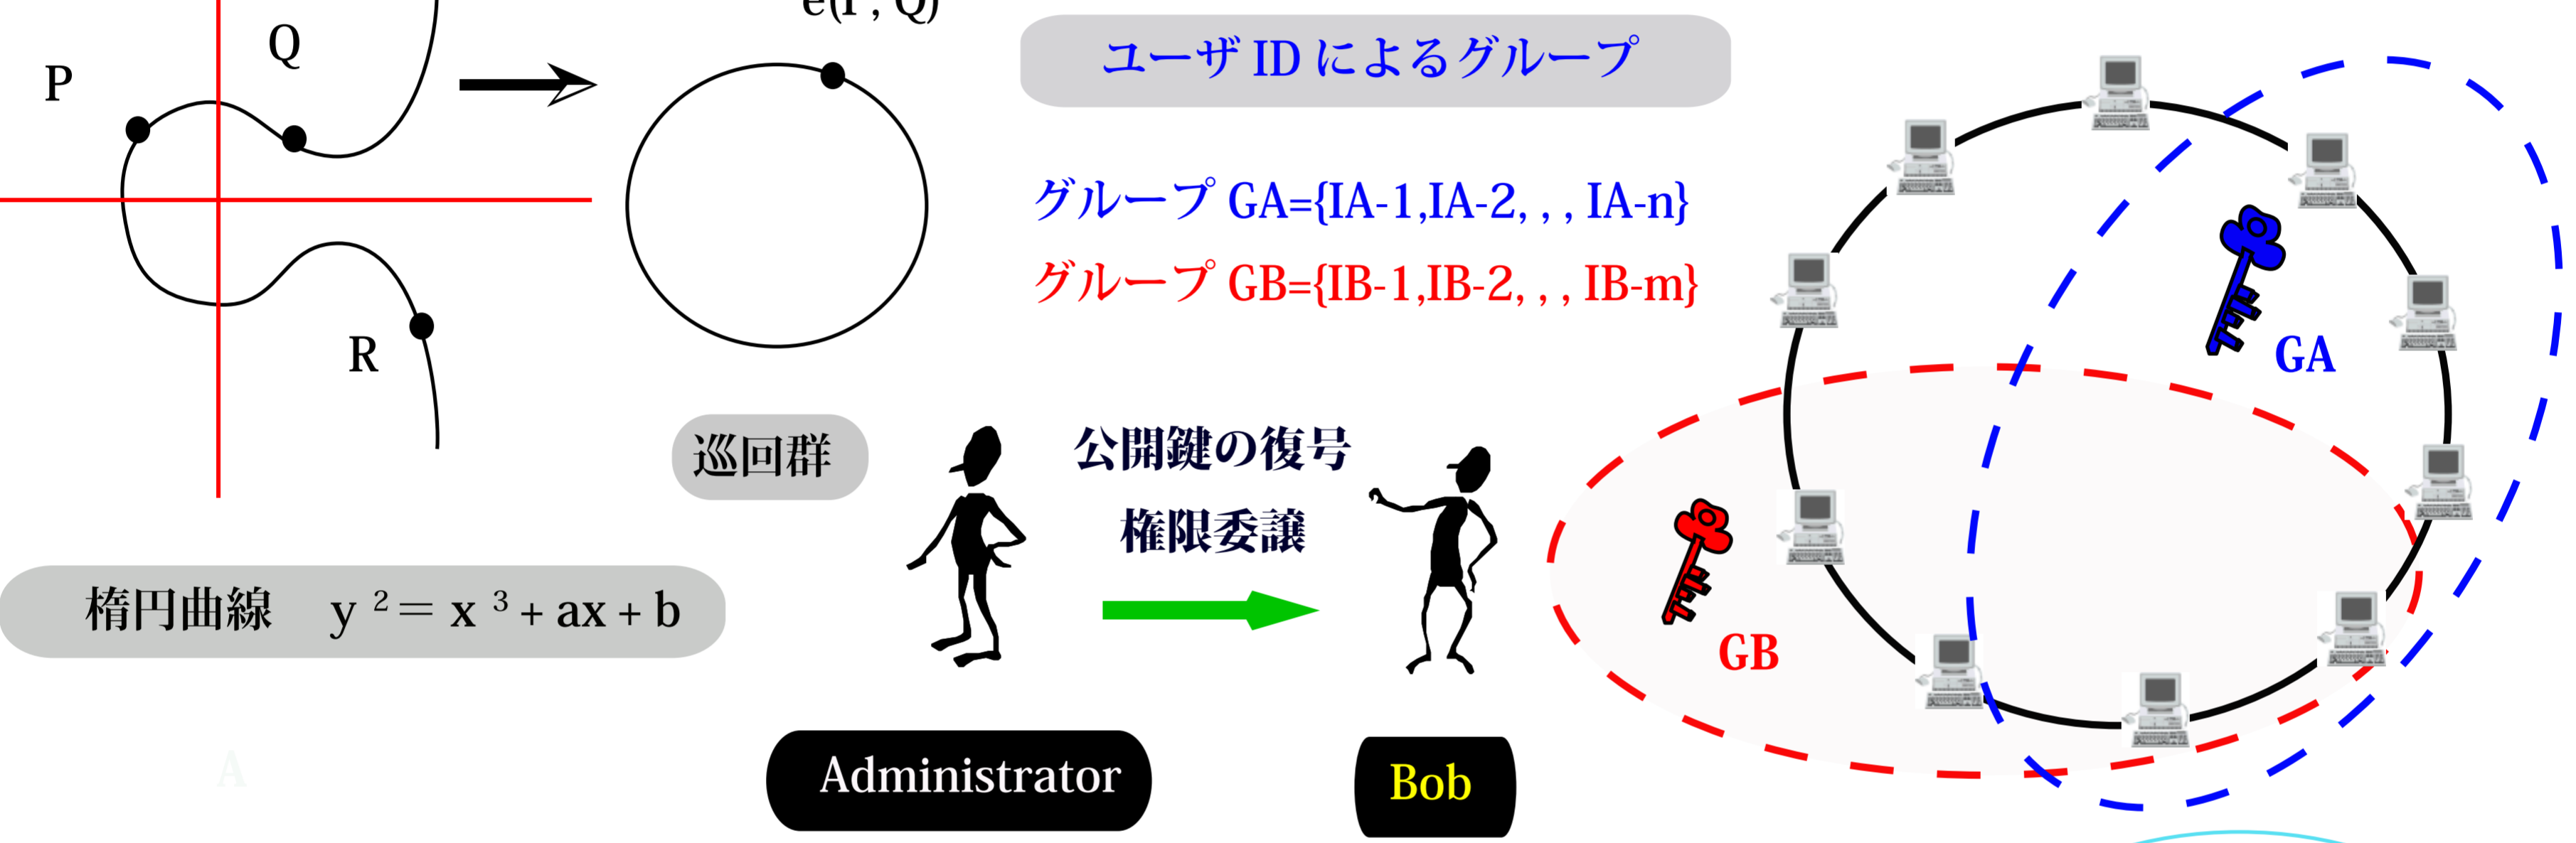 e(P, Q)
P
Q
R
ユーザ ID によるグループ
グループ GA={IA-1,IA-2, , , IA-n}
グループ GB={IB-1,IB-2, , , IB-m}
GA
GB
巡回群
公開鍵の復号
権限委譲
楕円曲線 y ² = x ³ + ax + b
Administrator
Bob
A